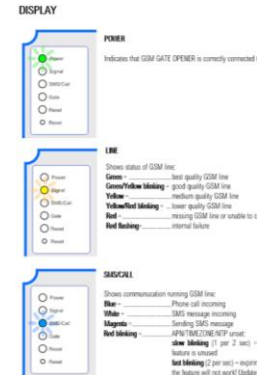 DISPLAY
POWER
Indicates that GSM GATE OPENER is correctly connected
Power
Signal
SMS/Call
Gate
Reset
Reset
LINE
Shows status of GSM line:
Green - best quality GSM line
Green/Yellow blinking - good quality GSM line
Yellow - medium quality GSM line
Yellow/Red blinking - lower quality GSM line
Red - missing GSM line or unable to
Red flashing - internal failure
Power
Signal
SMS/Call
Gate
Reset
Reset
SMS/CALL
Shows communication running GSM line:
Blue - Phone call incoming
White - SMS message incoming
Magenta - Sending SMS message
Red blinking - APN/TIMEZONE/NTP unset:
slow blinking (1 per 2 sec) -
feature is unused
fast blinking (2 per sec) -
the feature will not work! Update
Power
Signal
SMS/Call
Gate
Reset
Reset